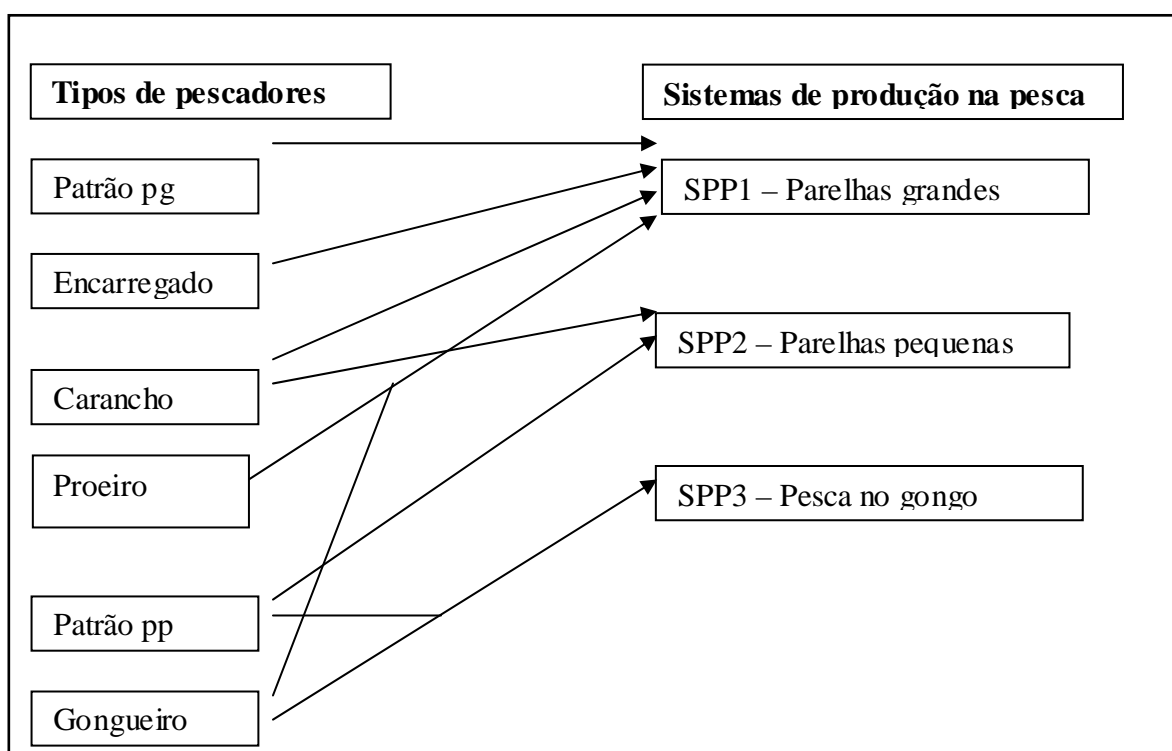 Tipos de pescadores
Sistemas de produção na pesca
Patrão pg
SPP1 – Parelhas grandes
Encarregado
SPP2 – Parelhas pequenas
Carancho
Proeiro
SPP3 – Pesca no gongo
Patrão pp
Gongueiro